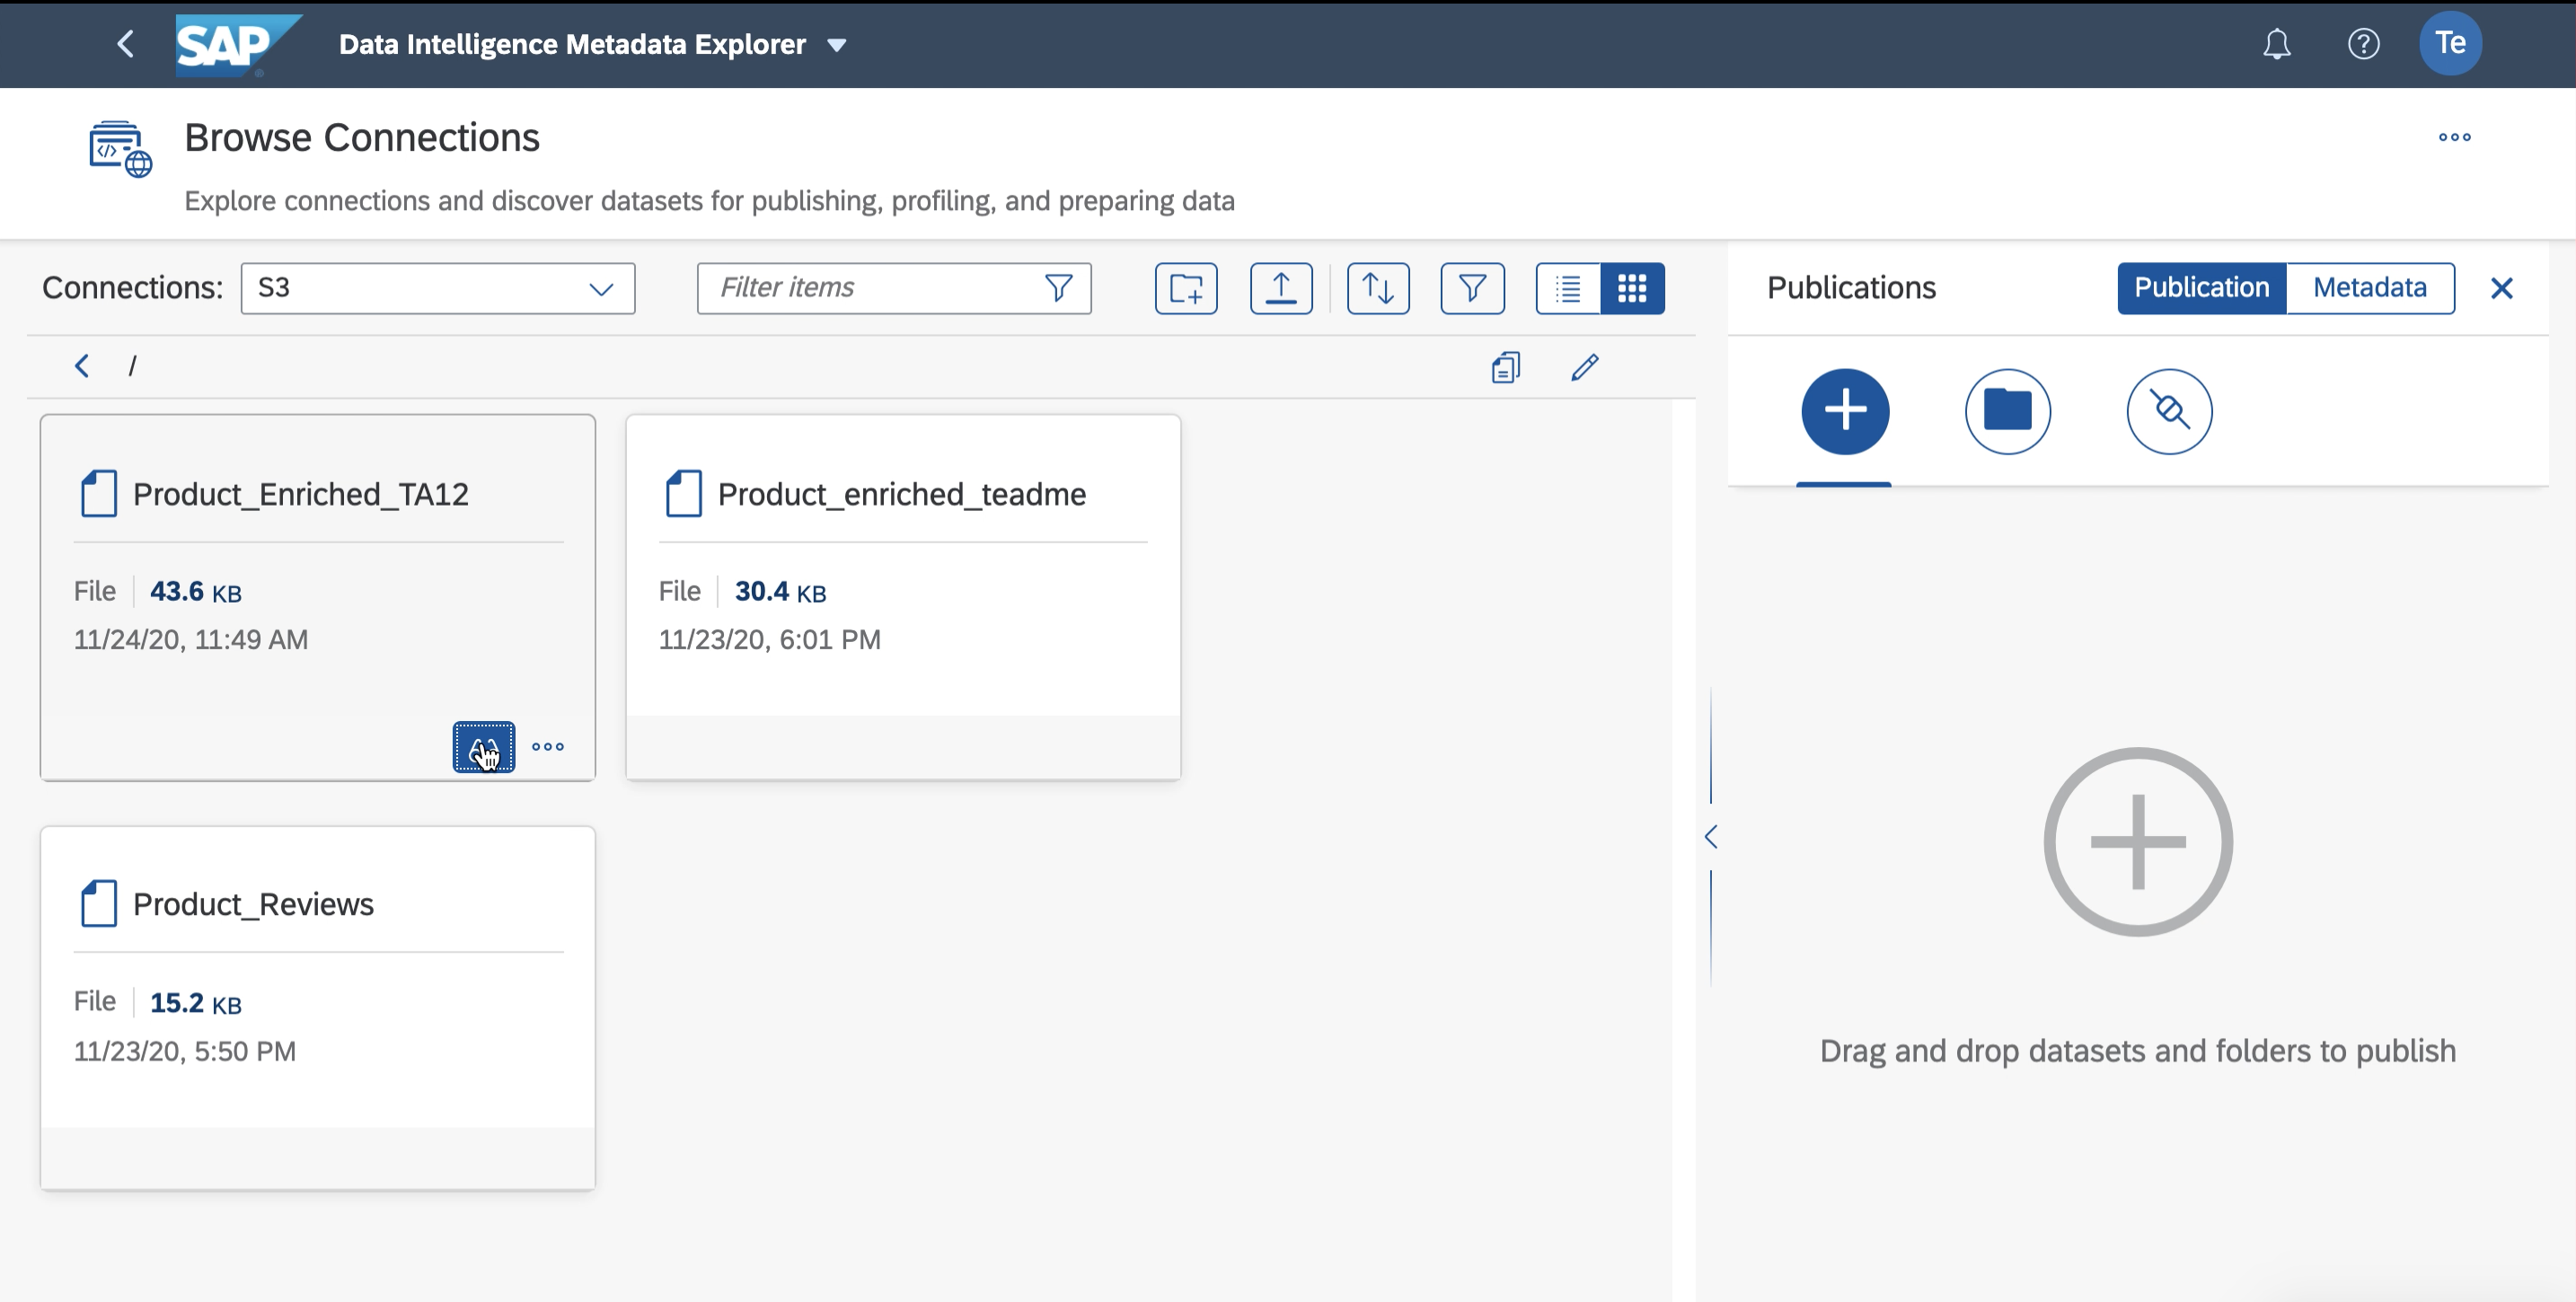 SAP
Data Intelligence Metadata Explorer
Te
Browse Connections
Explore connections and discover datasets for publishing, profiling, and preparing data
Connections:
S3
Filter items
Publications
Publication
Metadata
/
Product_Enriched_TA12
File
43.6 KB
11/24/20, 11:49 AM
Product_enriched_teadme
File
30.4 KB
11/23/20, 6:01 PM
Product_Reviews
File
15.2 KB
11/23/20, 5:50 PM
Drag and drop datasets and folders to publish